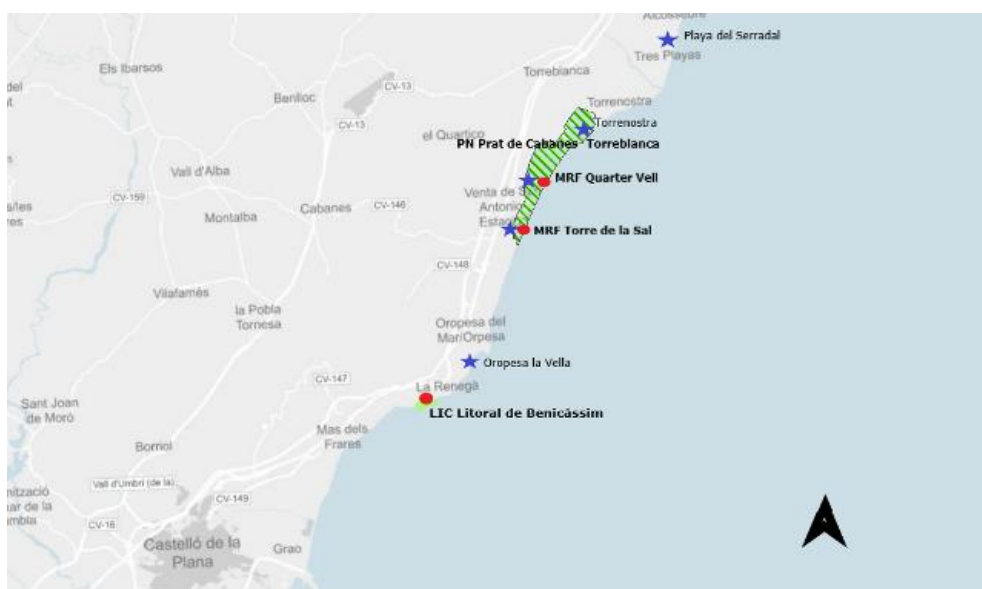 Alcossebre
Playa del Serradal
Tres Playas
Els Ibarsos
Torreblanca
del
CV-13
Benlloc
Torrenostra
CV-13
el Quartico
Torrenostra
PN Prat de Cabanes Torreblanca
Vall d'Alba
MRF Quarter Vell
CV-159
Venta de S
Cabanes
CV-146
Antonio
Montalba
Estac
MRF Torre de la Sal
CV-148
Vilafamés
la Pobla
Tornesa
Oropesa del
Mar/Orpesa
Oropesa la Vella
CV-147
La Renegà
Sant Joan
de Moró
LIC Litoral de Benicàssim
Mas dels
Frares
Borriol
Vall d'Umbri (de la)
CV-149
CV-16
Castelló de la
Plana
Grao